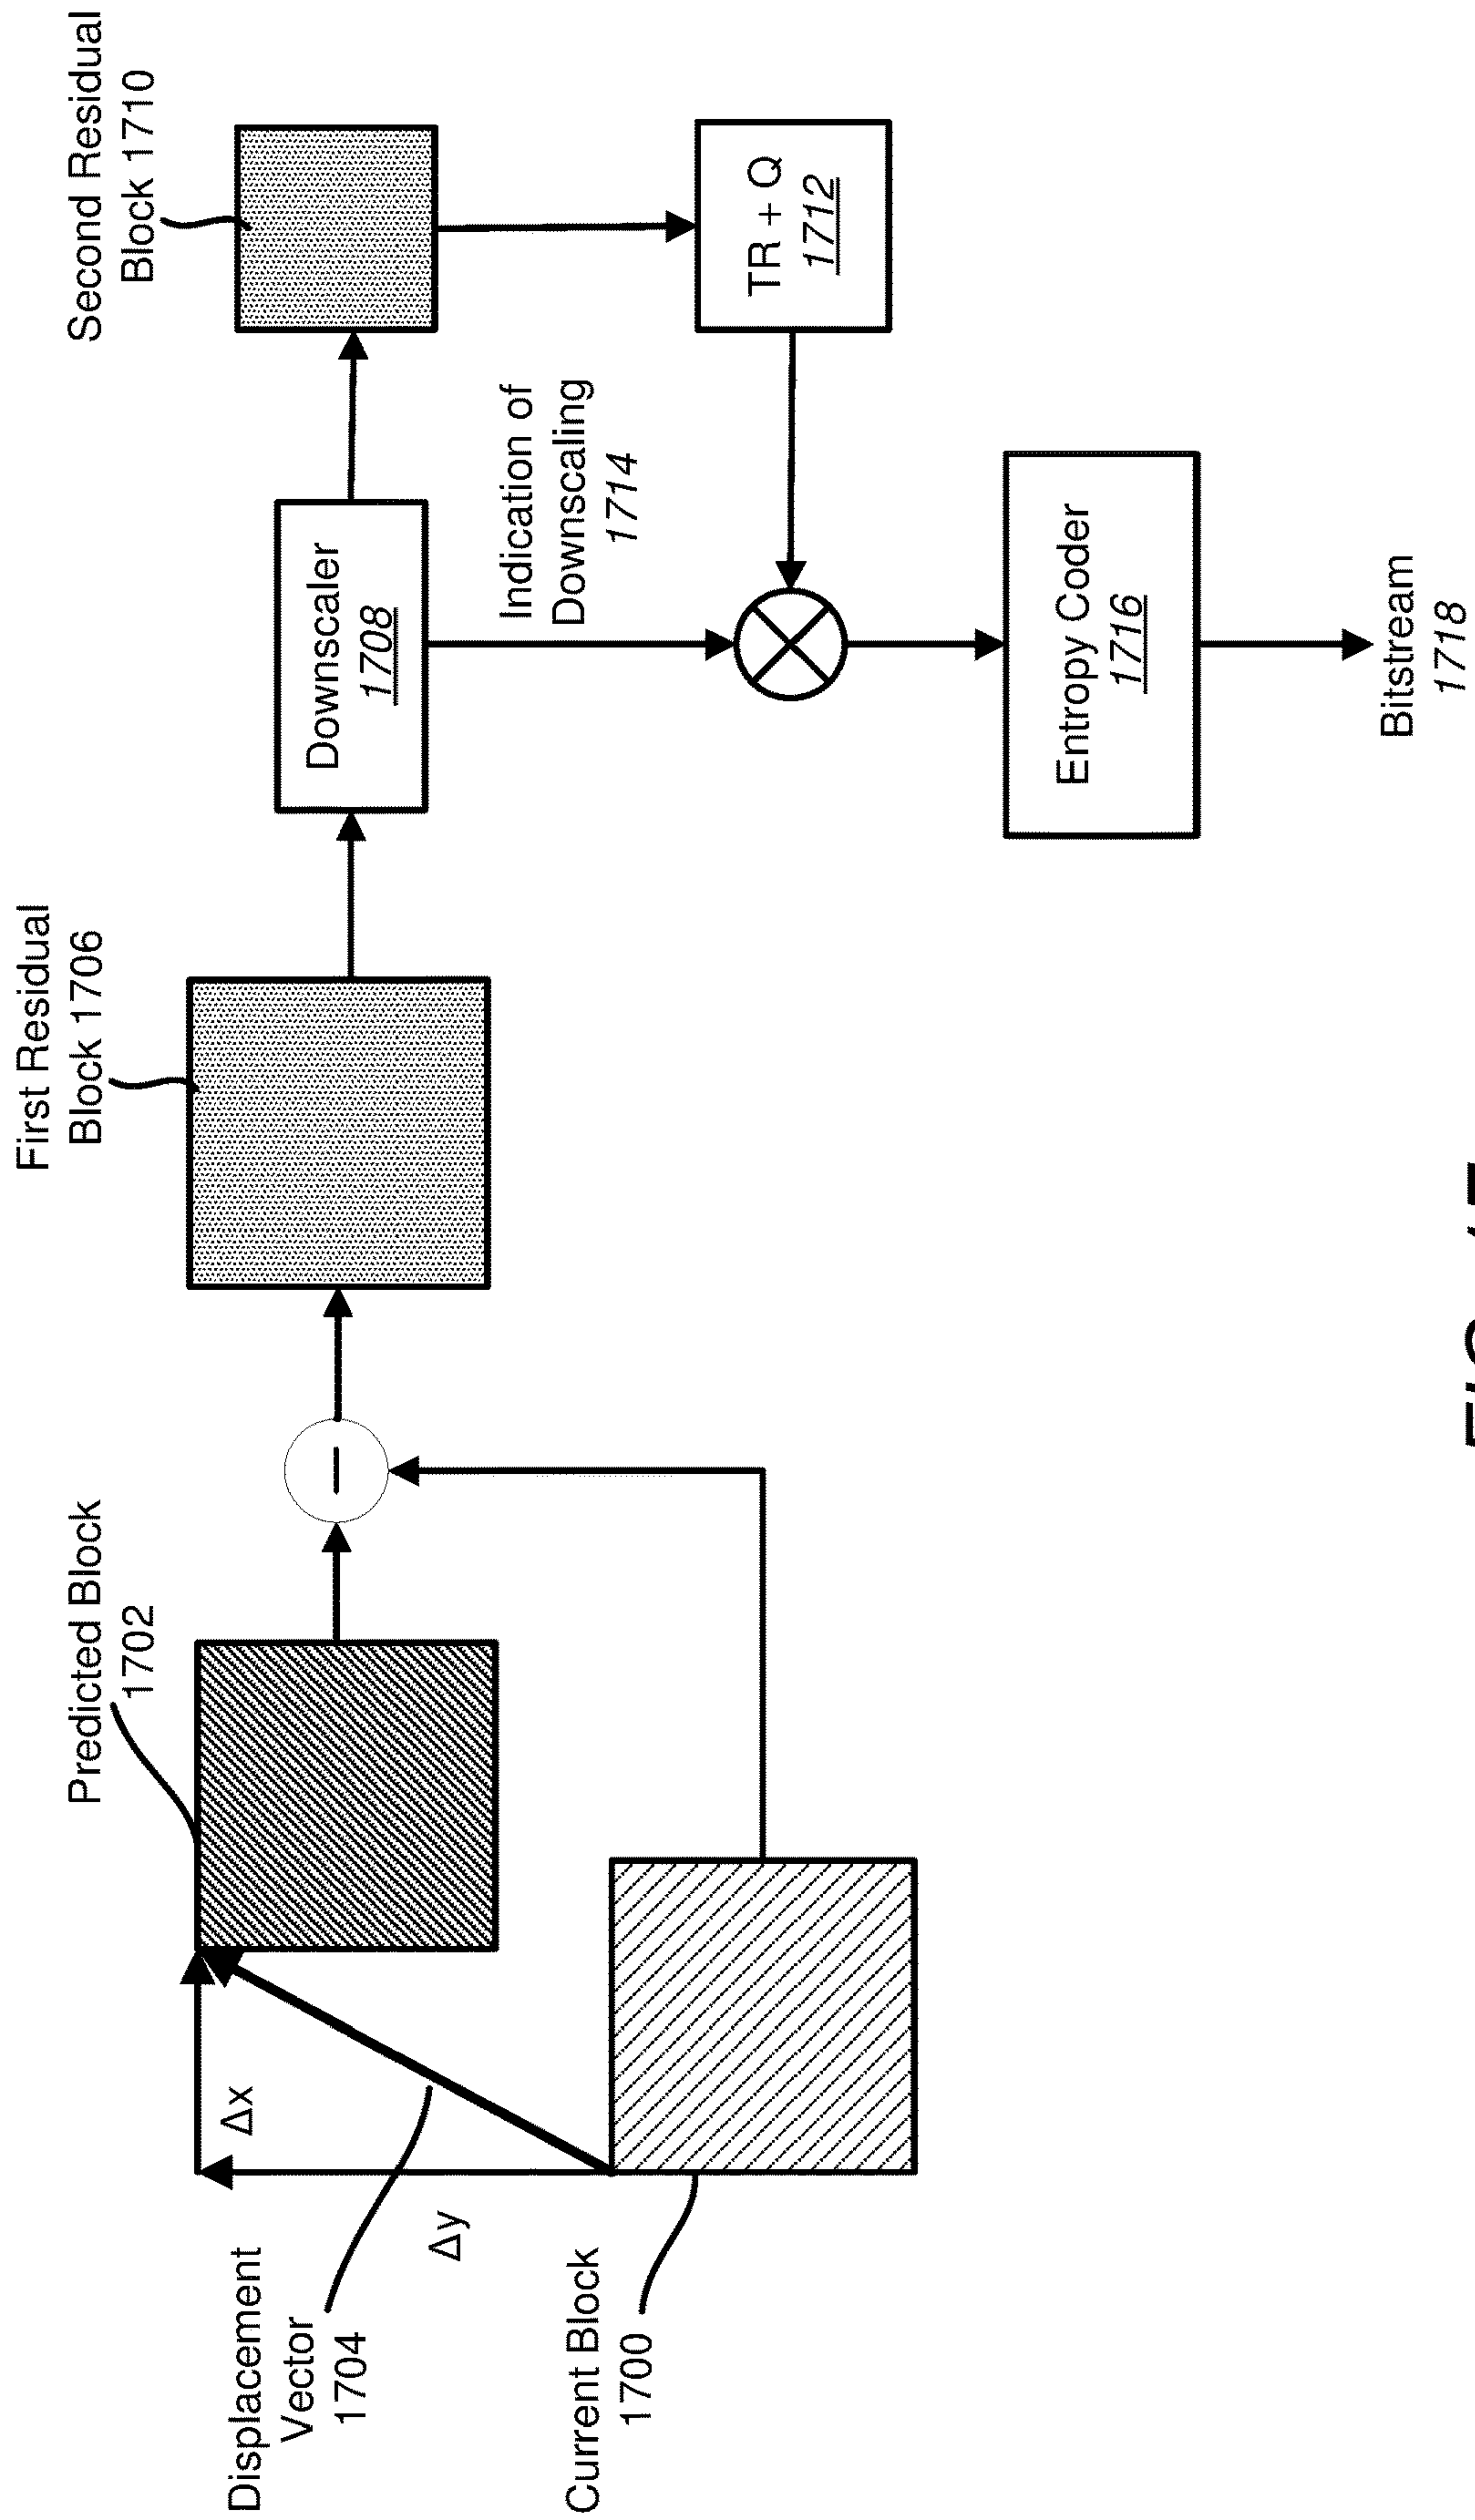 Displacement
Vector
1704
Δx
Δy
Current Block
1700
Predicted Block
1702
—
First Residual
Block 1706
Downscaler
1708
Second Residual
Block 1710
Indication of
Downscaling
1714
TR + Q
1712
Entropy Coder
1716
Bitstream
1718